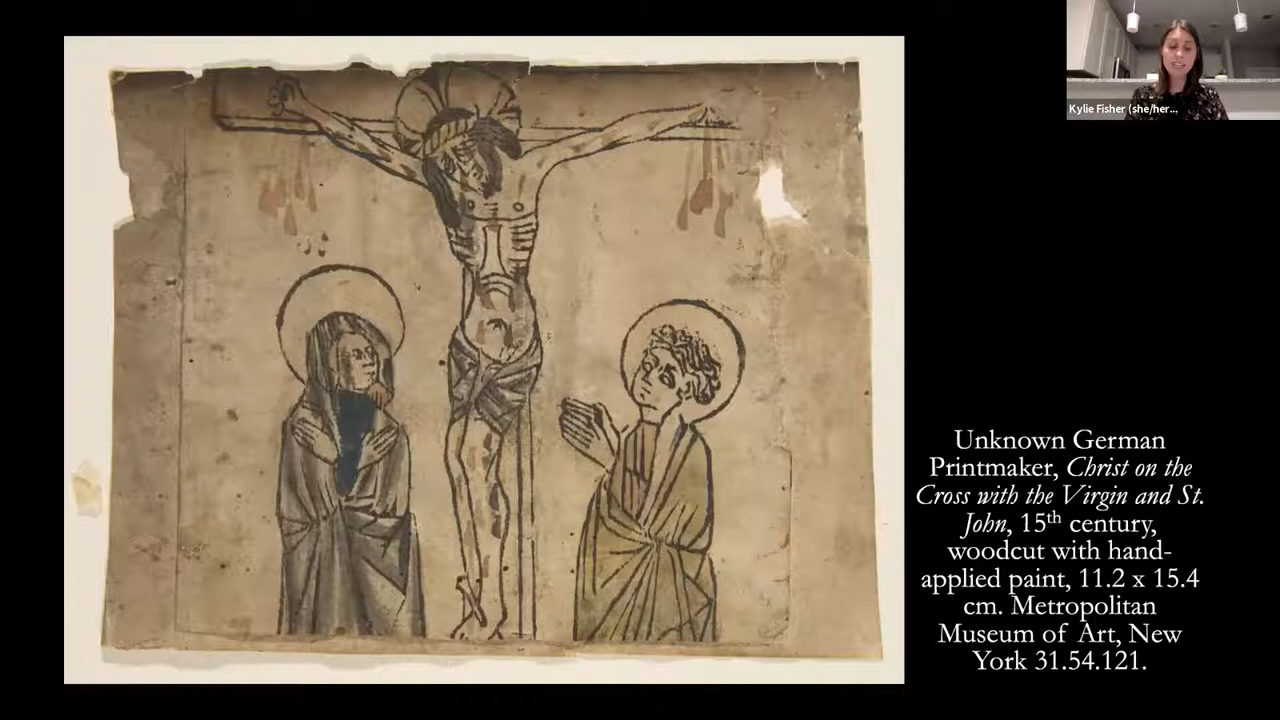 Kylie Fisher (she/her...
Unknown German
Printmaker, Christ on the
Cross with the Virgin and St.
John, 15th century,
woodcut with hand-
applied paint, 11.2 x 15.4
cm. Metropolitan
Museum of Art, New
York 31.54.121.